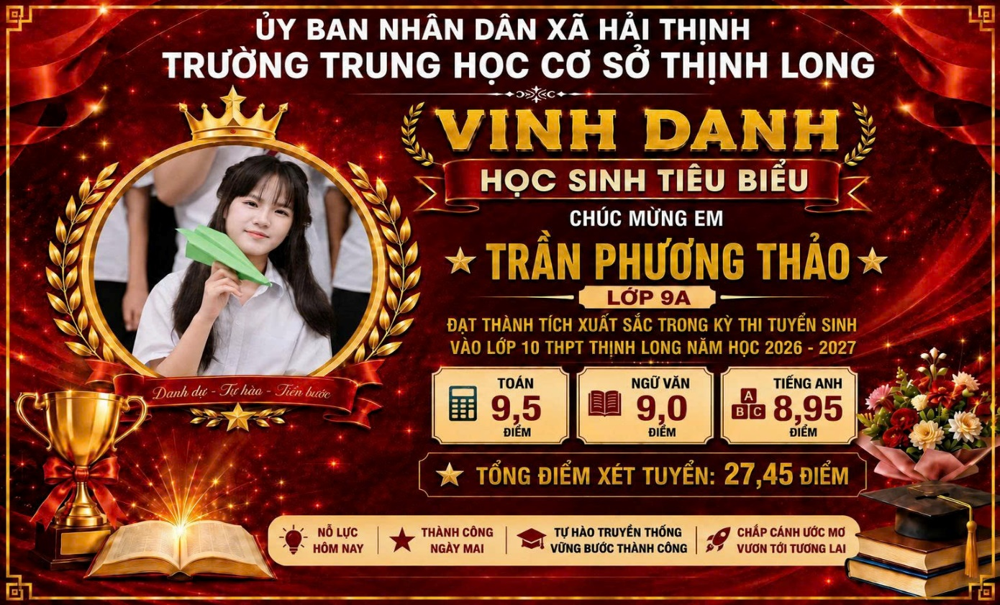 ỦY BAN NHÂN DÂN XÃ HẢI THỊNH
TRƯỜNG TRUNG HỌC CƠ SỞ THỊNH LONG
VINH DANH
HỌC SINH TIÊU BIỂU
CHÚC MỪNG EM
TRẦN PHƯƠNG THẢO
LỚP 9A
ĐẠT THÀNH TÍCH XUẤT SẮC TRONG KỲ THI TUYỂN SINH
VÀO LỚP 10 THPT THỊNH LONG NĂM HỌC 2026 - 2027
Danh dự - Tự hào - Tiến bước
TOÁN
9,5
ĐIỂM
NGỮ VĂN
9,0
ĐIỂM
A
B C
TIẾNG ANH
8,95
ĐIỂM
TỔNG ĐIỂM XÉT TUYỂN: 27,45 ĐIỂM
NỖ LỰC
HÔM NAY
THÀNH CÔNG
NGÀY MAI
TỰ HÀO TRUYỀN THỐNG
VỮNG BƯỚC THÀNH CÔNG
CHẮP CÁNH ƯỚC MƠ
VƯƠN TỚI TƯƠNG LAI